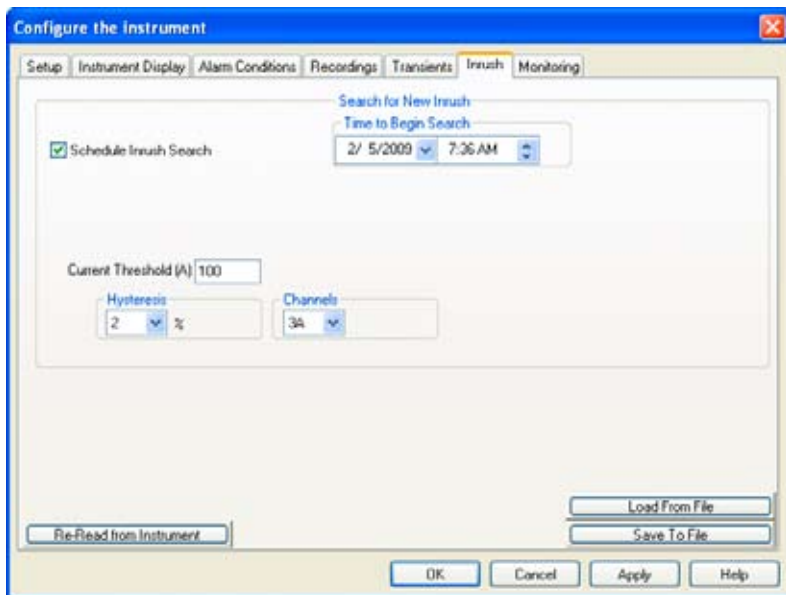 Configure the instrument
Setup Instrument Display Alarm Conditions Recordings Transients Inrush Monitoring
Search for New Inrush
Time to Begin Search
Schedule Inrush Search
2/ 5/2009 7:36 AM
Current Threshold (A) 100
Hysteresis Channels
2 % 3A
Load From File
Re-Read from Instrument Save To File
OK Cancel Apply Help